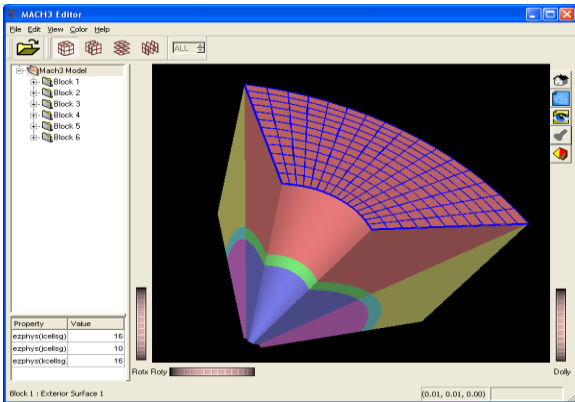 MACH3 Editor
File Edit View Color Help
ALL
Mach3 Model
Block 1
Block 2
Block 3
Block 4
Block 5
Block 6
Property Value
ezphys(icellsg) 16
ezphys(jcellsg) 10
ezphys(kcellsg) 16
Rotx Roty
Dolly
Block 1 : Exterior Surface 1
(0.01, 0.01, 0.00)